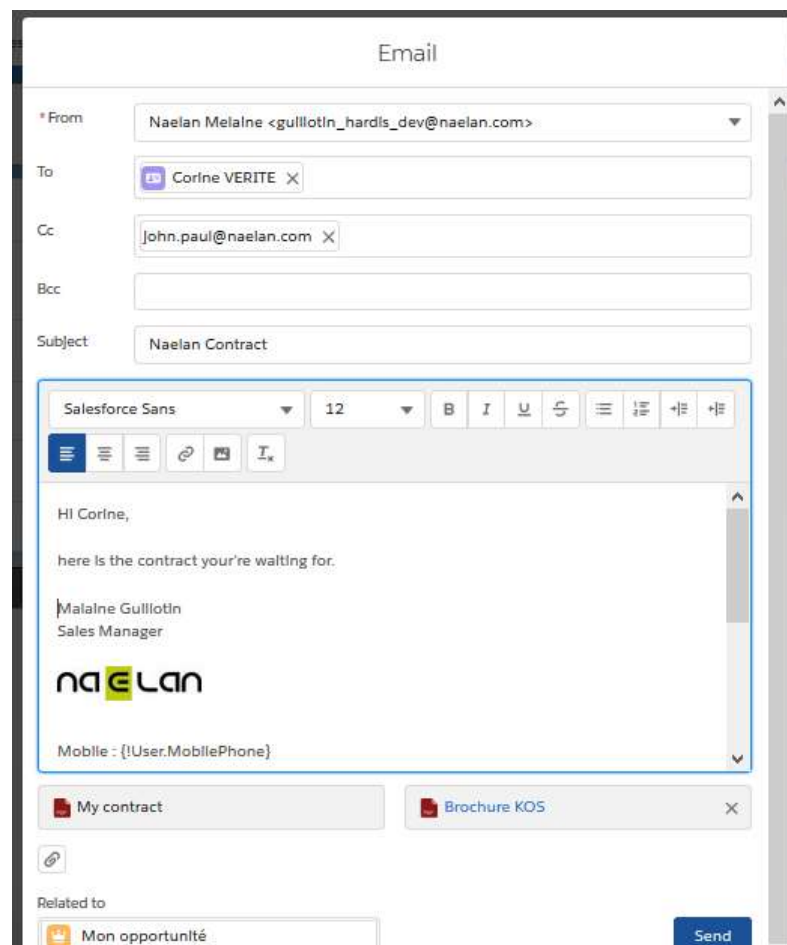 Email
*From
Naelan Melaine <guillotin_hardis_dev@naelan.com>
To
Corine VERITE
Cc
john.paul@naelan.com
Bcc
Subject
Naelan Contract
Salesforce Sans
12
B I U S
Hi Corine,
here is the contract your're waiting for.
Malaine Guillotin
Sales Manager
naelan
Mobile : {!User.MobilePhone}
My contract
Brochure KOS
Related to
Mon opportunité
Send